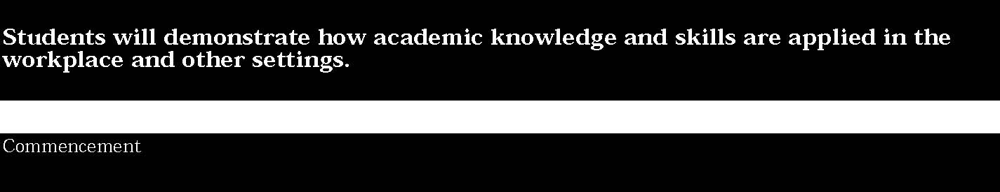 Students will demonstrate how academic knowledge and skills are applied in the
workplace and other settings.
Commencement